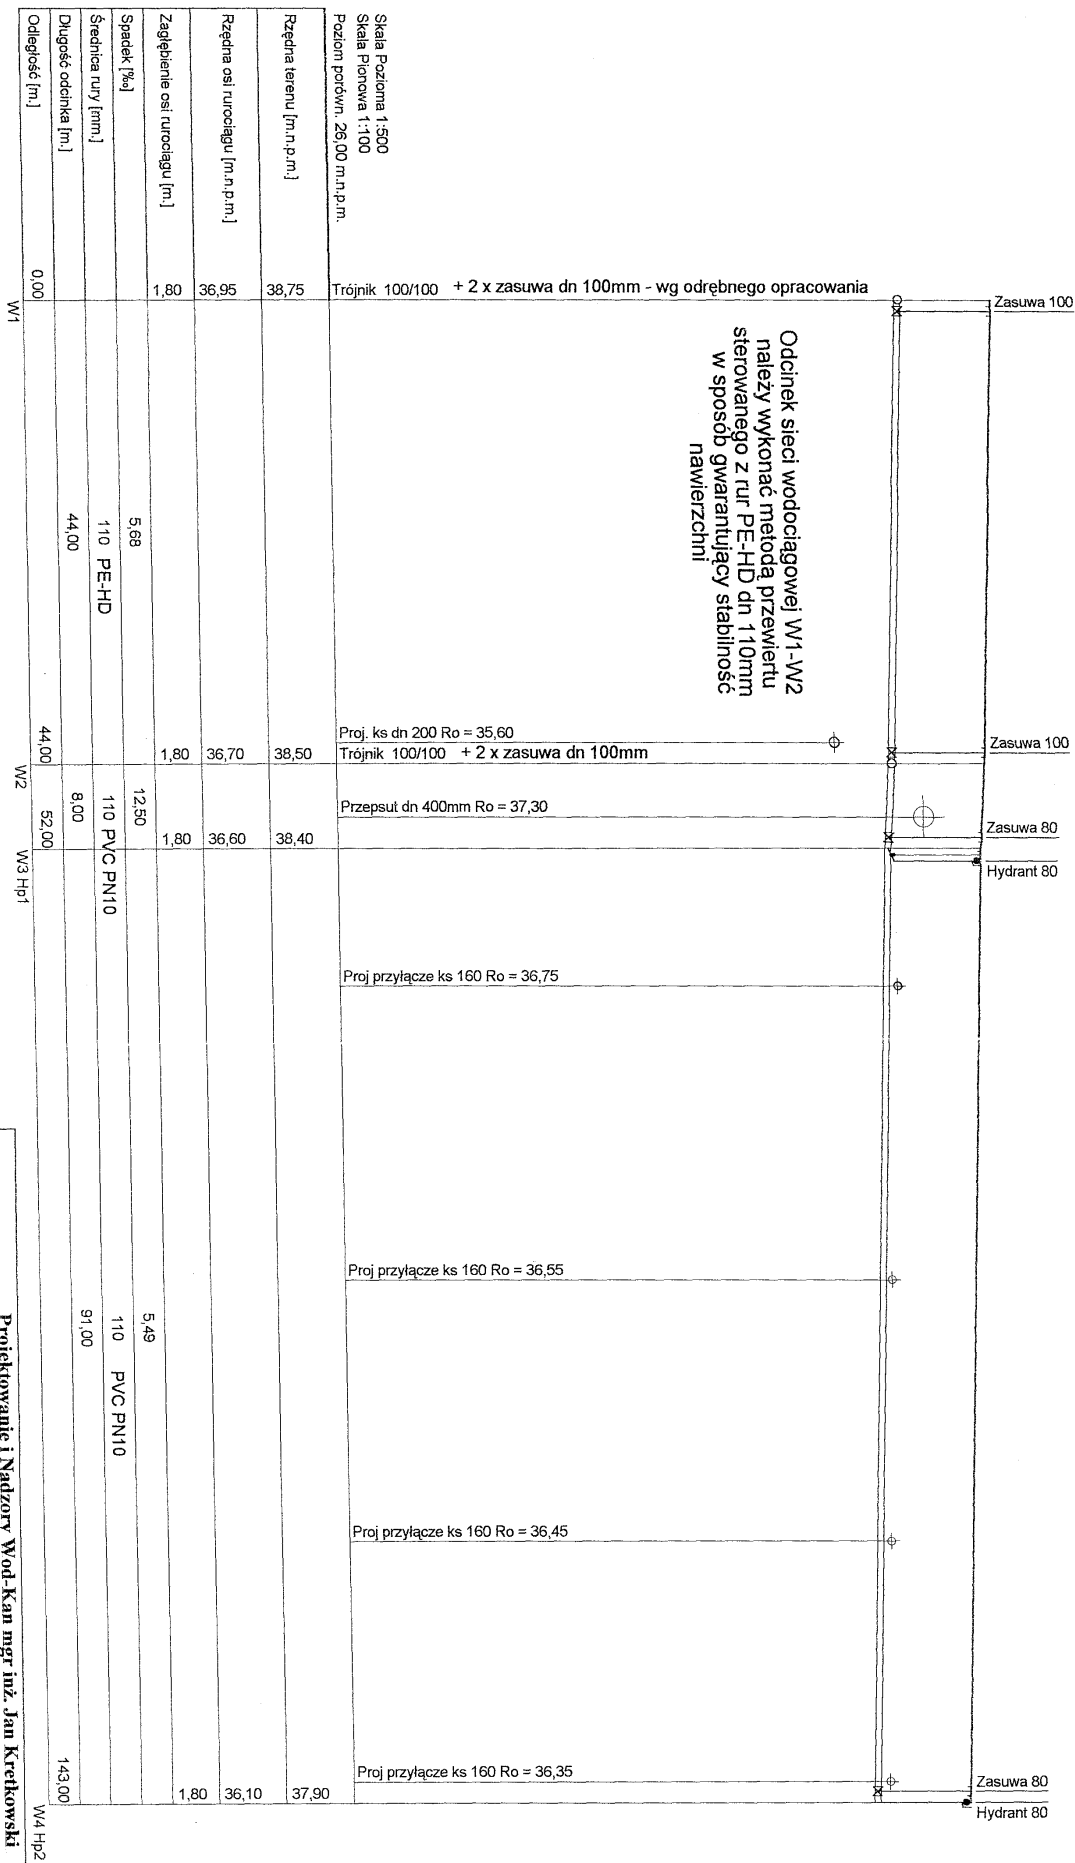 Zasuwa 100
Zasuwa 100
Zasuwa 80
Hydrant 80
Zasuwa 80
Hydrant 80
Odcinek sieci wodociągowej W1-W2
należy wykonać metodą przewiertu
sterowanego z rur PE-HD dn 110mm
w sposób gwarantujący stabilność
nawierzchni
Trójnik 100/100 + 2 x zasuwa dn 100mm - wg odrębnego opracowania
Proj. ks dn 200 Ro = 35,60
Trójnik 100/100 + 2 x zasuwa dn 100mm
Przepsut dn 400mm Ro = 37,30
Proj przyłącze ks 160 Ro = 36,75
Proj przyłącze ks 160 Ro = 36,55
Proj przyłącze ks 160 Ro = 36,45
Proj przyłącze ks 160 Ro = 36,35
Skala Pozioma 1:500
Skala Pionowa 1:100
Poziom porówn. 26,00 m.n.p.m.
Rzędna terenu [m.n.p.m.] 38,75 38,50 38,40 37,90
Rzędna osi rurociągu [m.n.p.m.] 36,95 36,70 36,60 36,10
Zagłębienie osi rurociągu [m.] 1,80 1,80 1,80 1,80
Spadek [‰] 5,68 12,50 5,49
Średnica rury [mm.] 110 PE-HD 110 PVC PN10 110 PVC PN10
Długość odcinka [m.] 44,00 8,00 91,00
Odległość [m.] 0,00 44,00 52,00 143,00
W1 W2 W3 Hp1 W4 Hp2
Projektowanie i Nadzory Wod-Kan mgr inż. Jan Kretkowski